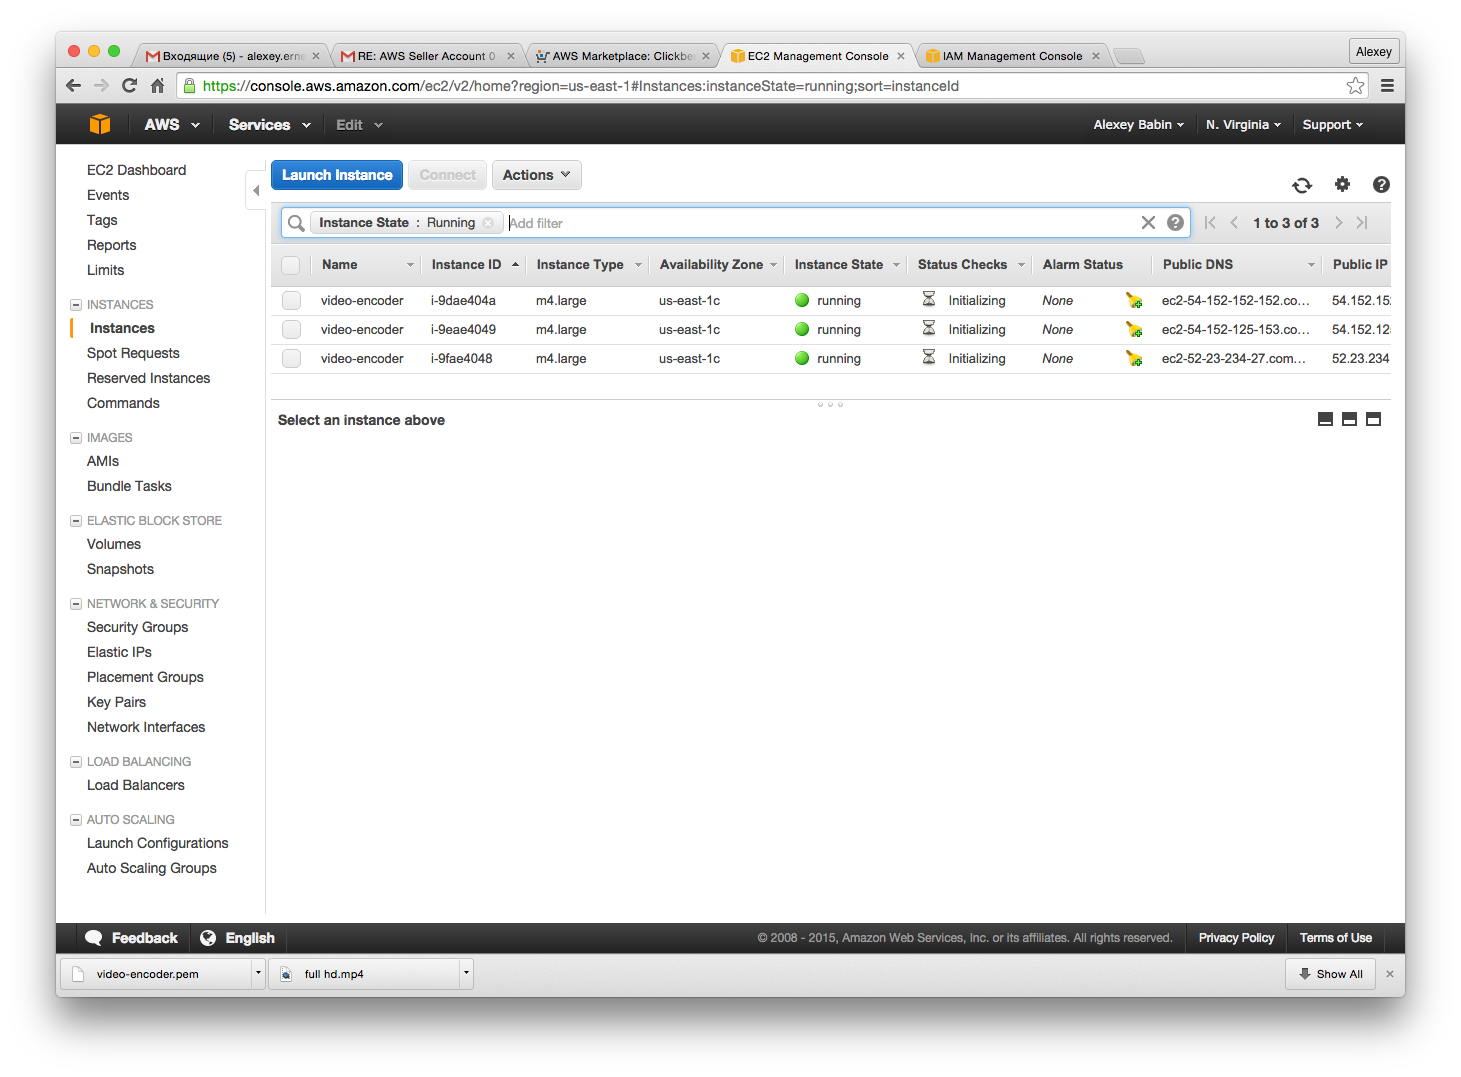 Входящие (5) - alexey.erne
RE: AWS Seller Account 0
AWS Marketplace: Clickbe
EC2 Management Console
IAM Management Console
Alexey
https://console.aws.amazon.com/ec2/v2/home?region=us-east-1#Instances:instanceState=running;sort=instanceId
AWS
Services
Edit
Alexey Babin
N. Virginia
Support
EC2 Dashboard
Events
Tags
Reports
Limits
INSTANCES
Instances
Spot Requests
Reserved Instances
Commands
IMAGES
AMIs
Bundle Tasks
ELASTIC BLOCK STORE
Volumes
Snapshots
NETWORK & SECURITY
Security Groups
Elastic IPs
Placement Groups
Key Pairs
Network Interfaces
LOAD BALANCING
Load Balancers
AUTO SCALING
Launch Configurations
Auto Scaling Groups
Launch Instance
Connect
Actions
Instance State : Running
Add filter
1 to 3 of 3
Name Instance ID Instance Type Availability Zone Instance State Status Checks Alarm Status Public DNS Public IP
video-encoder i-9dae404a m4.large us-east-1c running Initializing None ec2-54-152-152-152.co... 54.152.15
video-encoder i-9eae4049 m4.large us-east-1c running Initializing None ec2-54-152-125-153.co... 54.152.12
video-encoder i-9fae4048 m4.large us-east-1c running Initializing None ec2-52-23-234-27.com... 52.23.234
Select an instance above
Feedback
English
© 2008 - 2015, Amazon Web Services, Inc. or its affiliates. All rights reserved.
Privacy Policy
Terms of Use
video-encoder.pem
full hd.mp4
Show All